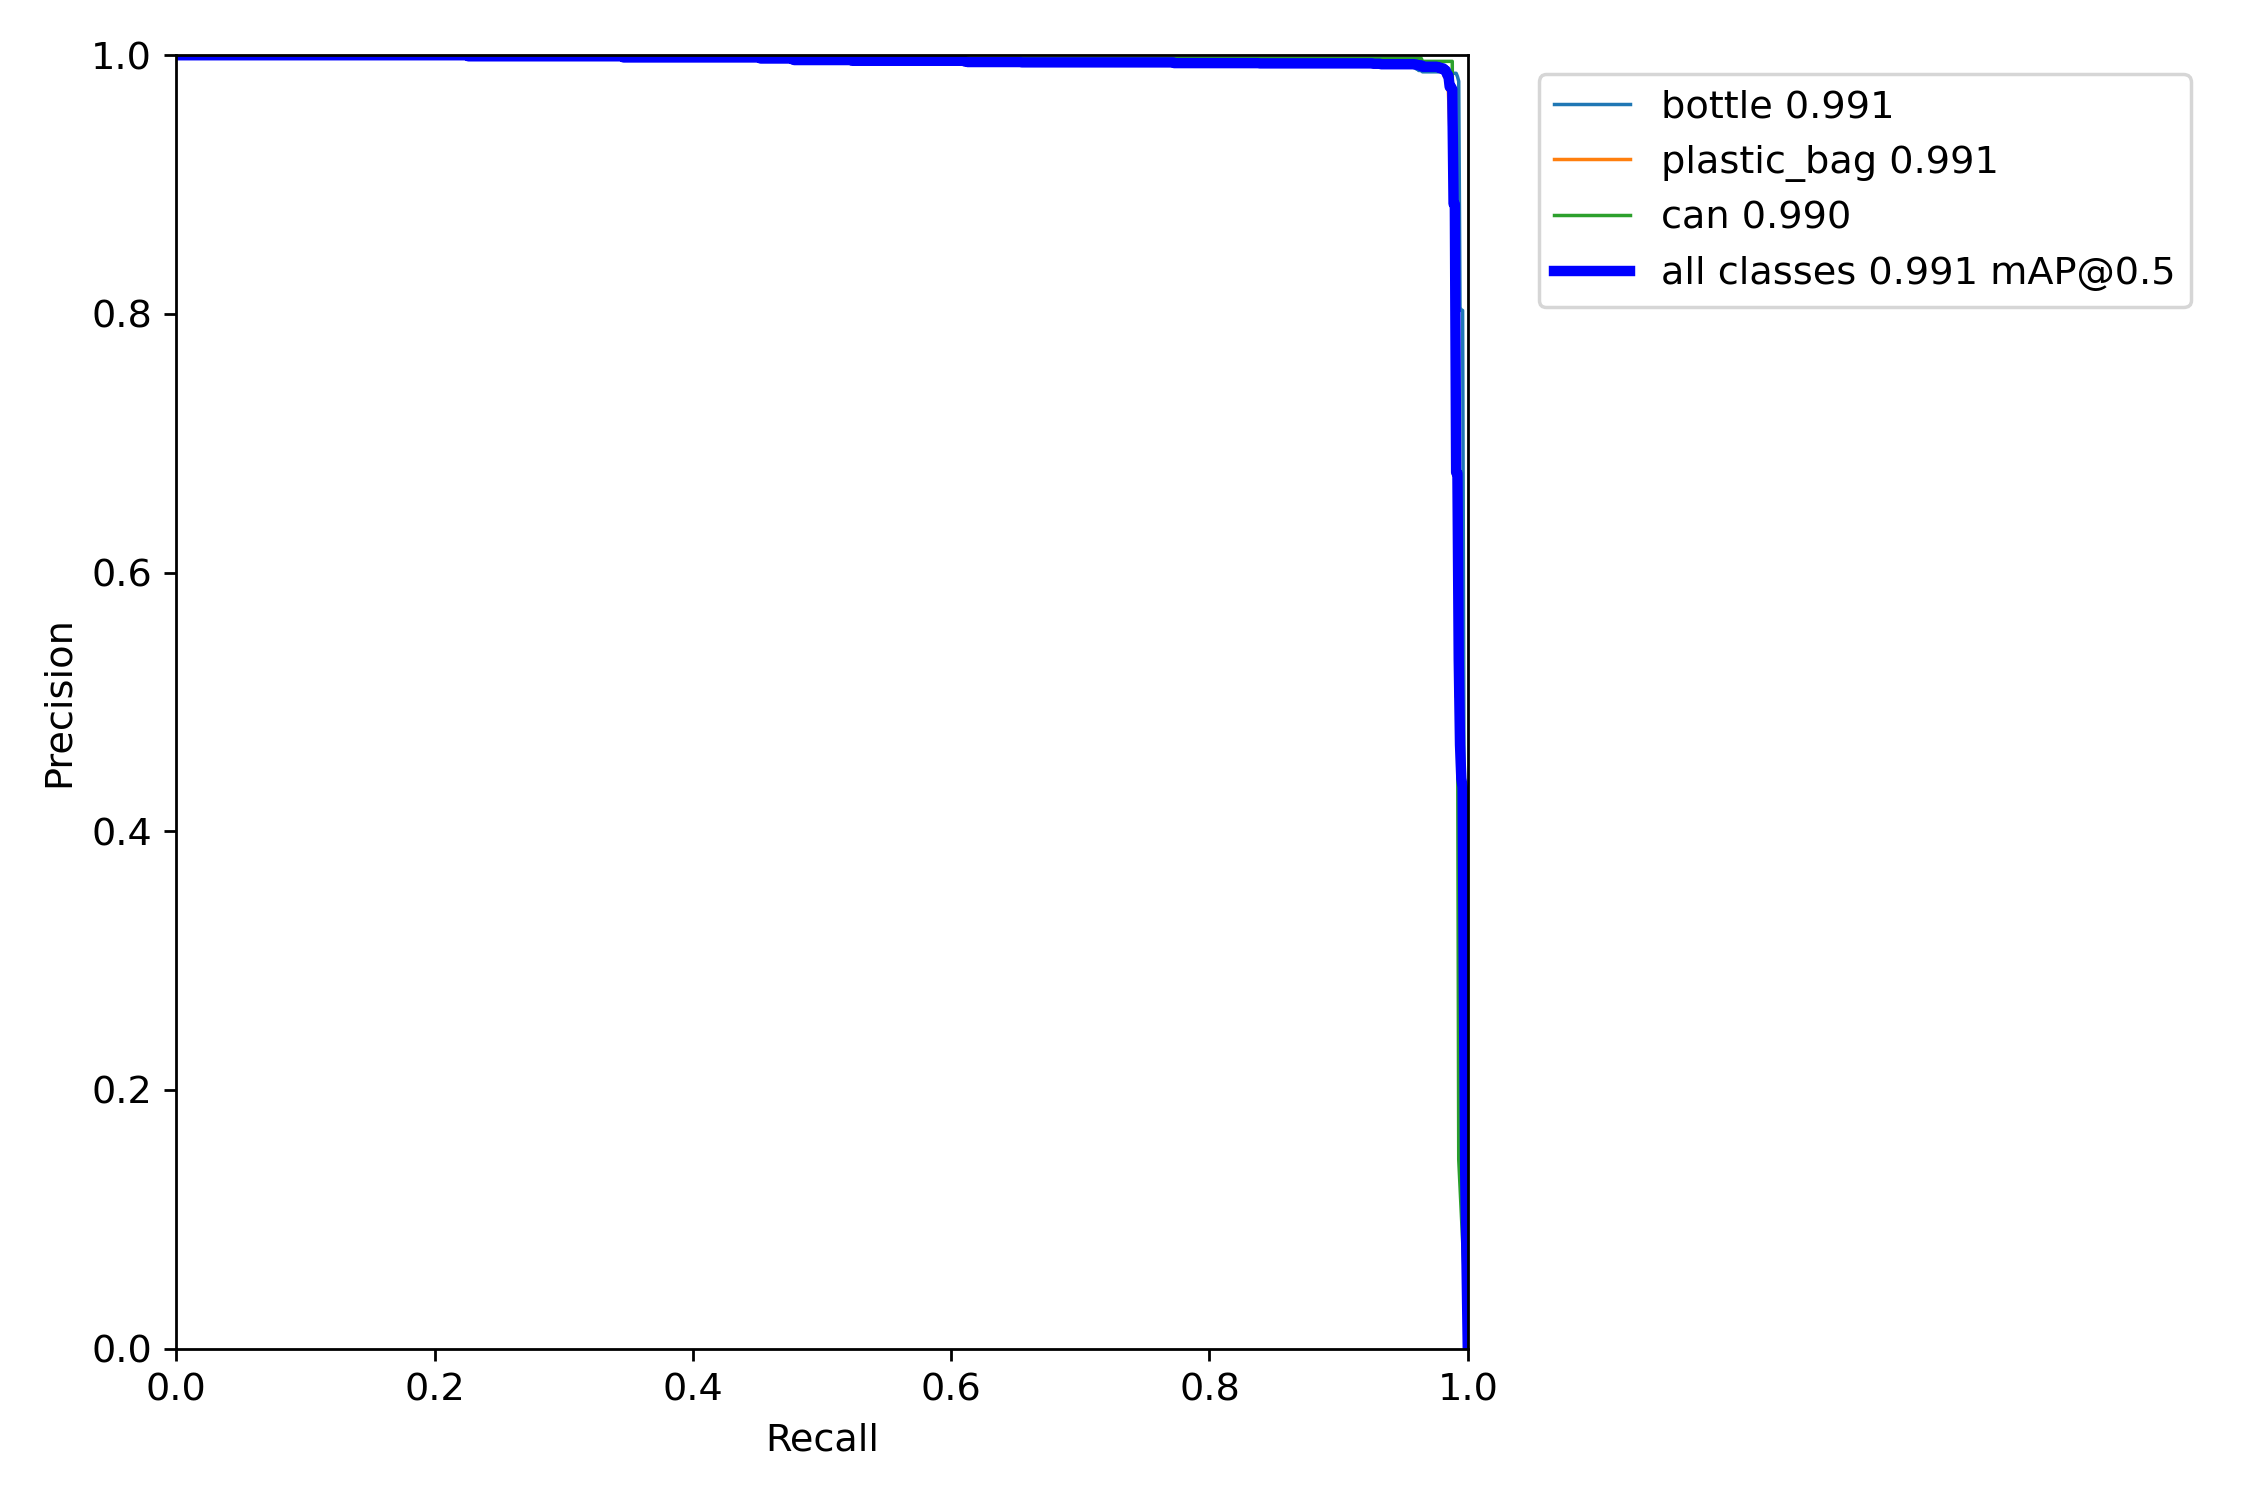 1.0
0.8
0.6
0.4
0.2
0.0
Precision
0.0 0.2 0.4 0.6 0.8 1.0
Recall
bottle 0.991
plastic_bag 0.991
can 0.990
all classes 0.991 mAP@0.5